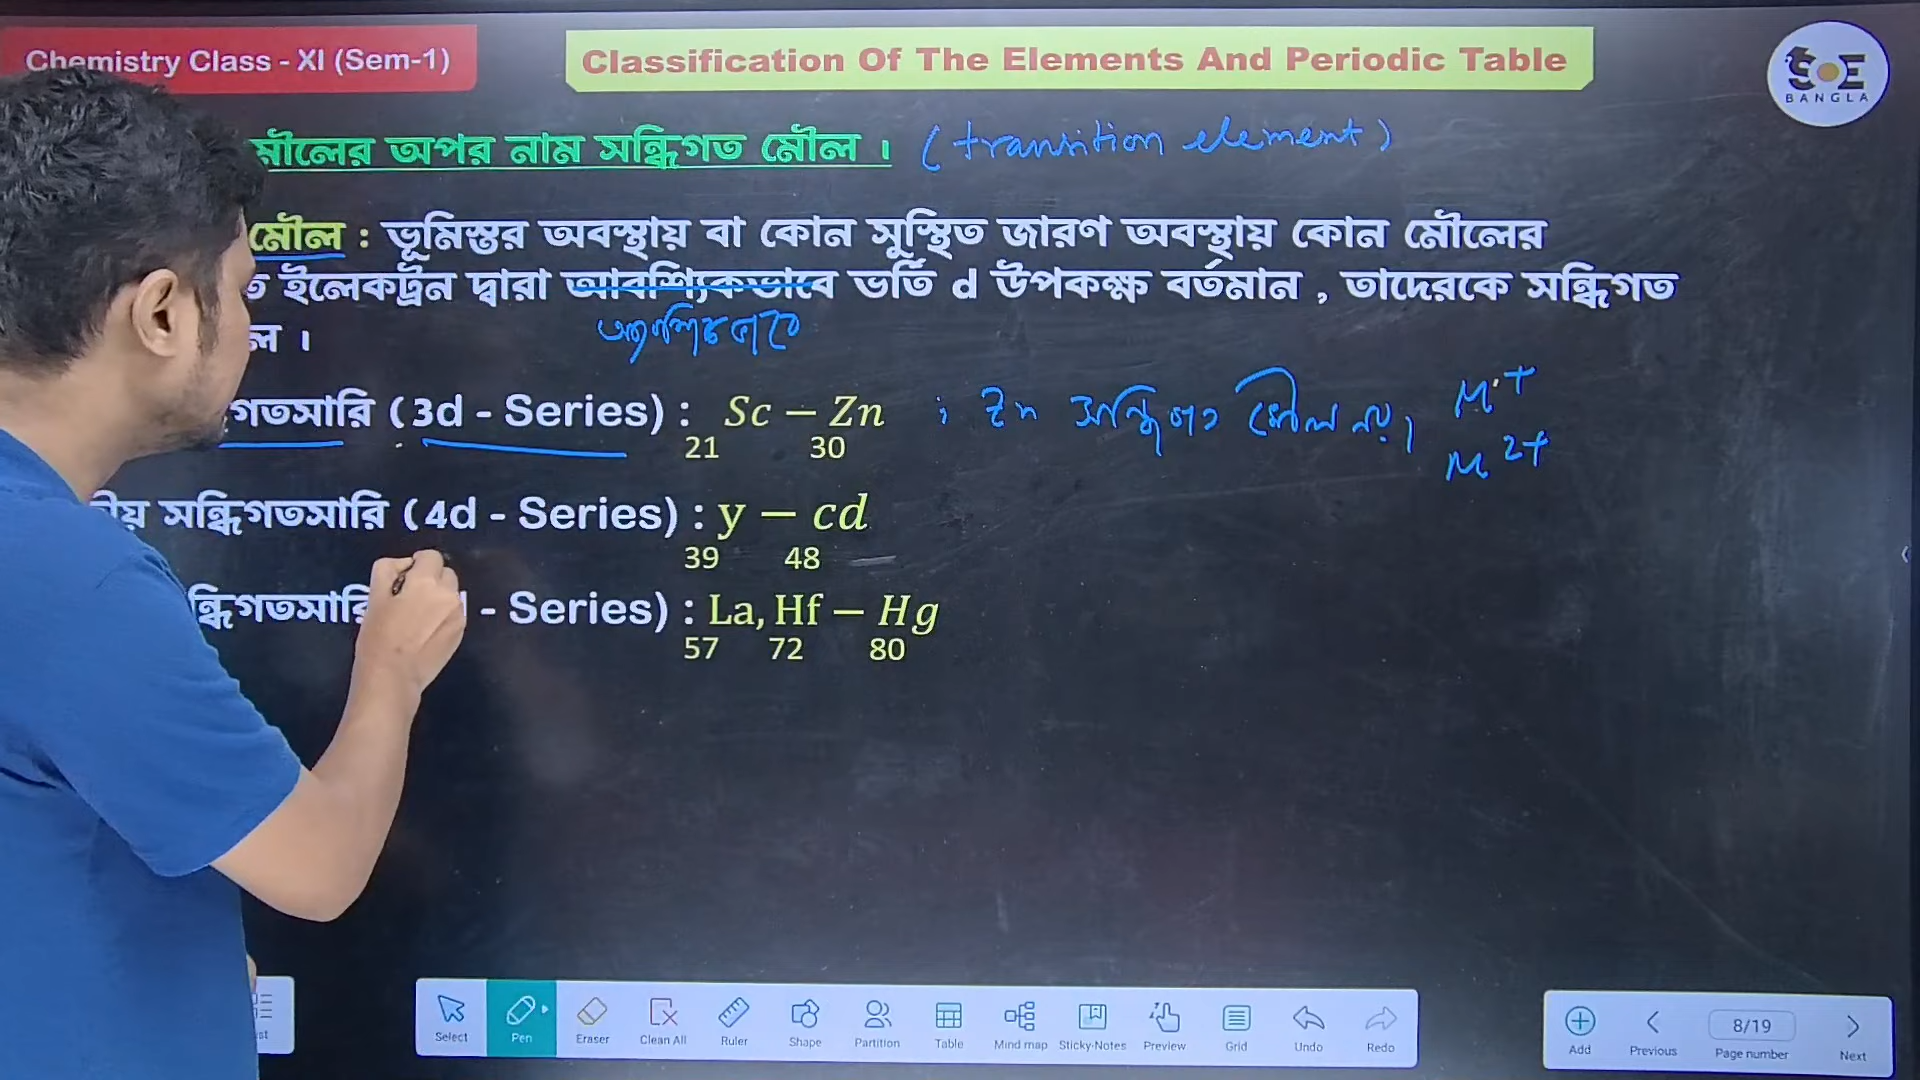 Chemistry Class - XI (Sem-1)
Classification Of The Elements And Periodic Table
SOE
BANGLA
মৌলের অপর নাম সন্ধিগত মৌল । (transition element)
মৌল : ভূমিস্তর অবস্থায় বা কোন সুস্থিত জারণ অবস্থায় কোন মৌলের
ত ইলেকট্রন দ্বারা আবশ্যিকভাবে ভর্তি d উপকক্ষ বর্তমান , তাদেরকে সন্ধিগত
ল ।
গতসারি (3d - Series) : Sc – Zn ; Zn সন্ধিগত মৌল নয়। M+
21 30 M2+
য় সন্ধিগতসারি (4d - Series) : y – cd
39 48
ন্ধিগতসারি - Series) : La, Hf – Hg
57 72 80
Select
Pen
Eraser
Clean All
Ruler
Shape
Partition
Table
Mind map
Sticky-Notes
Preview
Grid
Undo
Redo
Add
Previous
8/19
Page number
Next